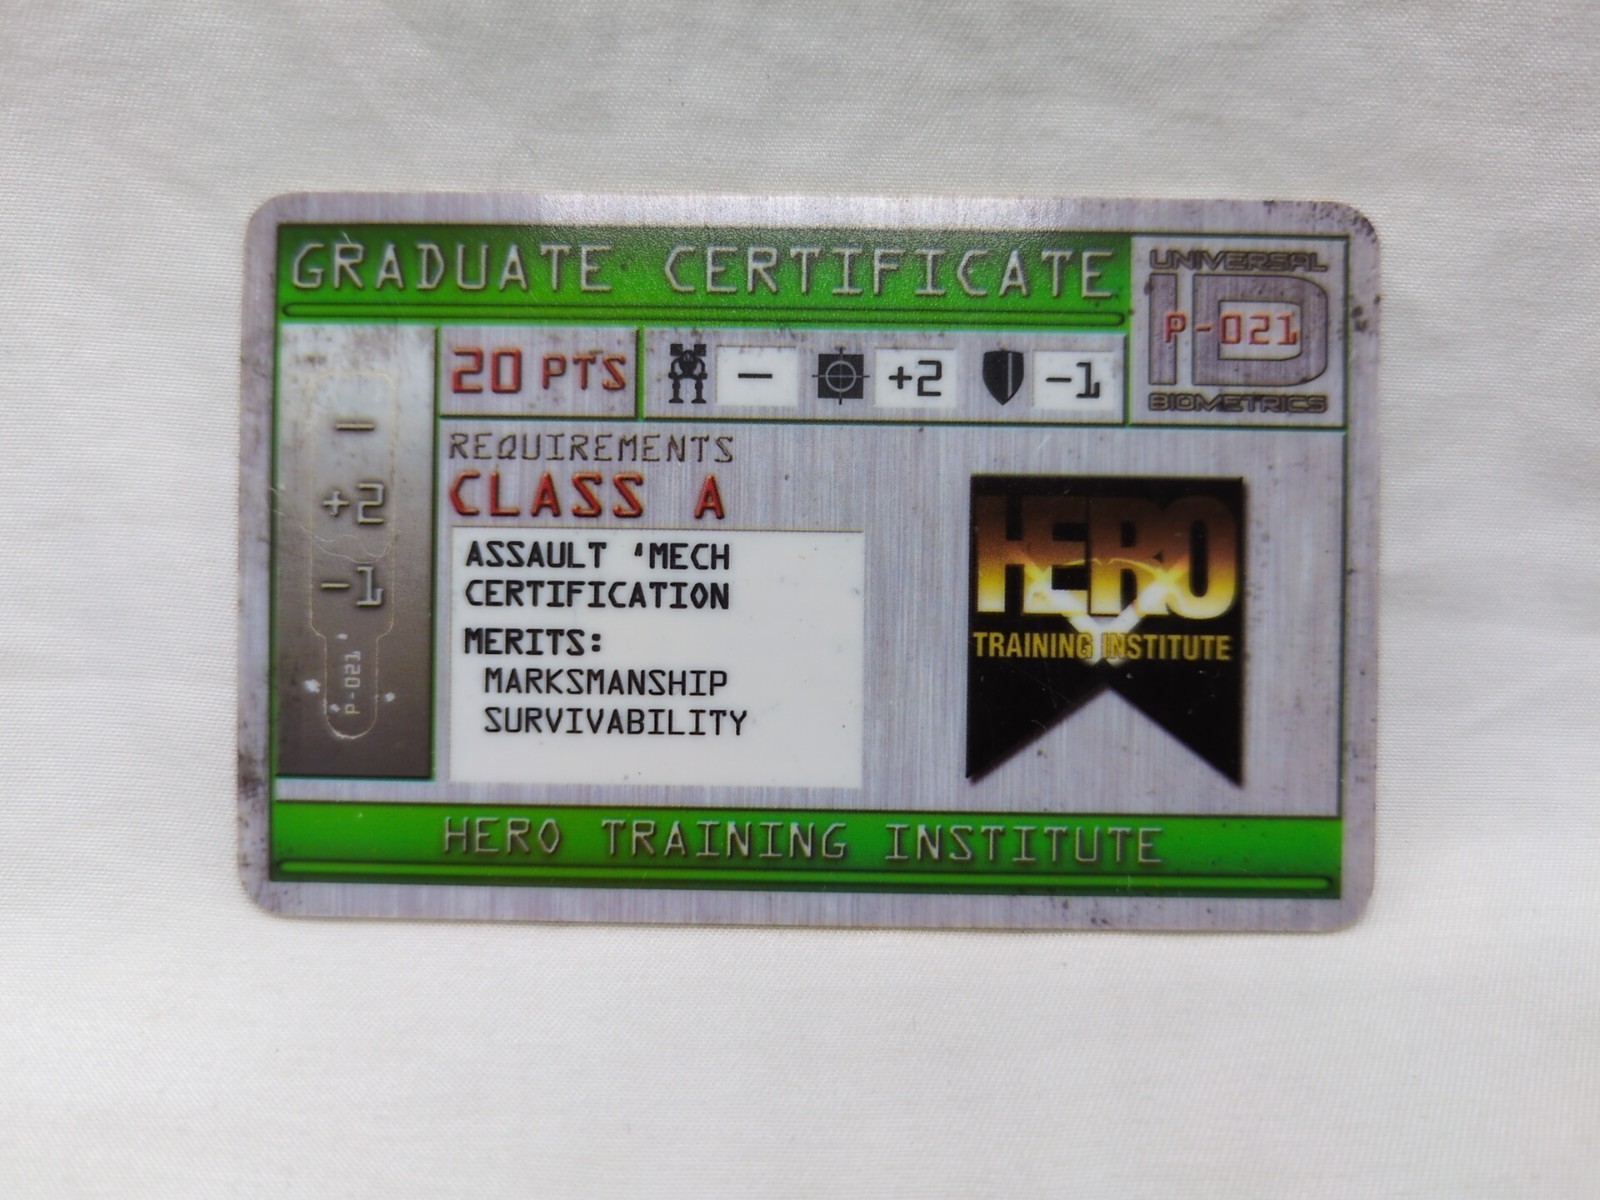 GRADUATE CERTIFICATE
UNIVERSAL
ID
P-021
BIOMETRICS
20 PTS
– +2 -1
–
+2
-1
P-021
REQUIREMENTS
CLASS A
ASSAULT 'MECH
CERTIFICATION
MERITS:
MARKSMANSHIP
SURVIVABILITY
HERO
TRAINING INSTITUTE
HERO TRAINING INSTITUTE